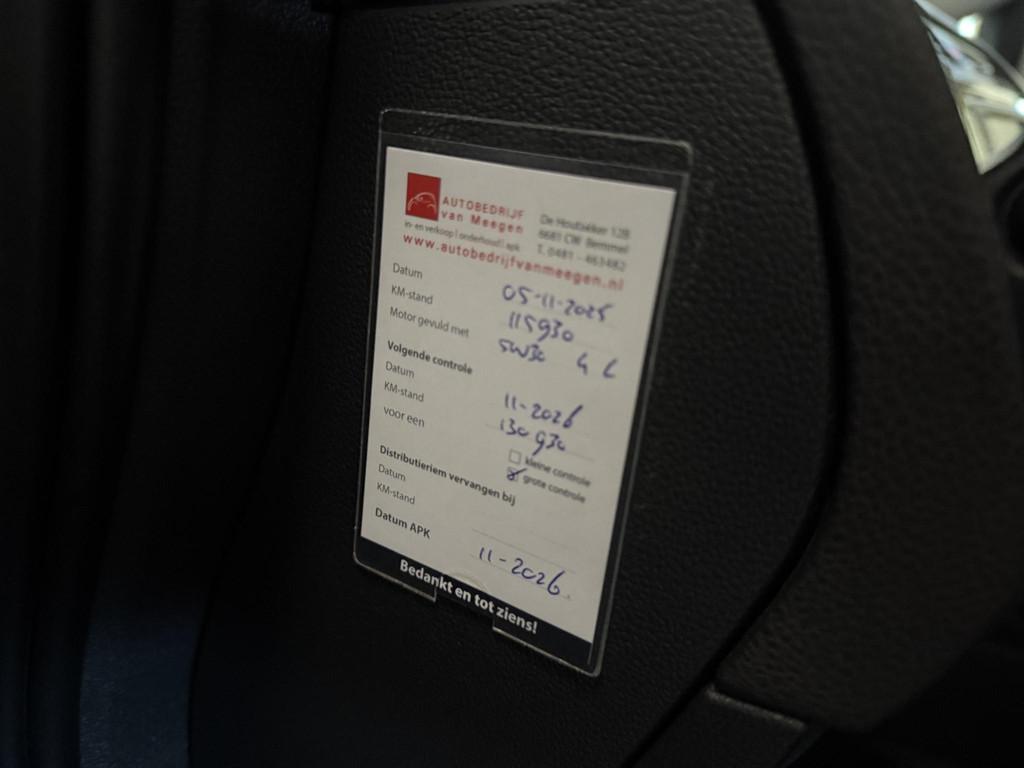 AUTOBEDRIJF
van Meegen
in- en verkoop | onderhoud | apk
De Houtakker 12B
6681 CW Bemmel
T. 0481 - 463482
www.autobedrijfvanmeegen.nl
Datum 05-11-2025
KM-stand 115930
Motor gevuld met 5W30 4 L
Volgende controle
Datum 11-2026
KM-stand 130930
voor een kleine controle
grote controle
Distributieriem vervangen bij
Datum
KM-stand
Datum APK 11-2026
Bedankt en tot ziens!